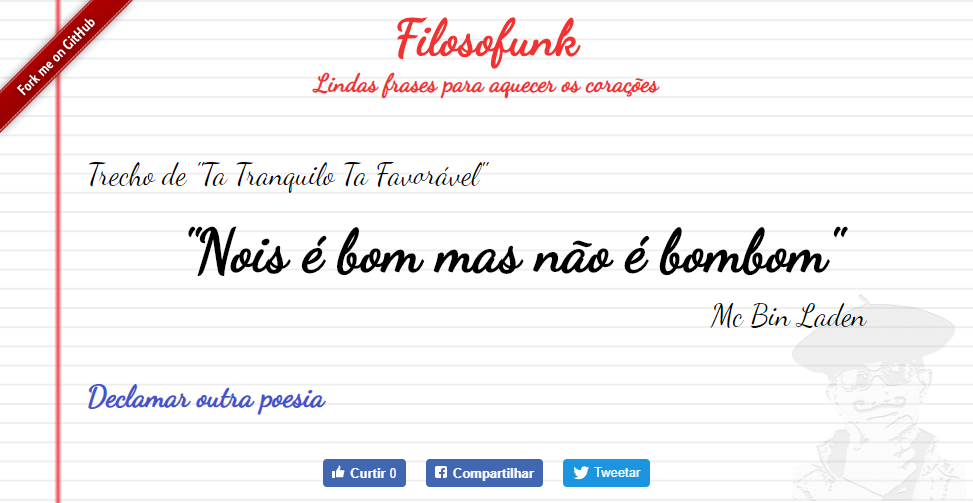 Fork me on GitHub
Filosofunk
Lindas frases para aquecer os corações
Trecho de "Ta Tranquilo Ta Favorável"
"Nois é bom mas não é bombom"
Mc Bin Laden
Declamar outra poesia
Curtir 0 Compartilhar Tweetar